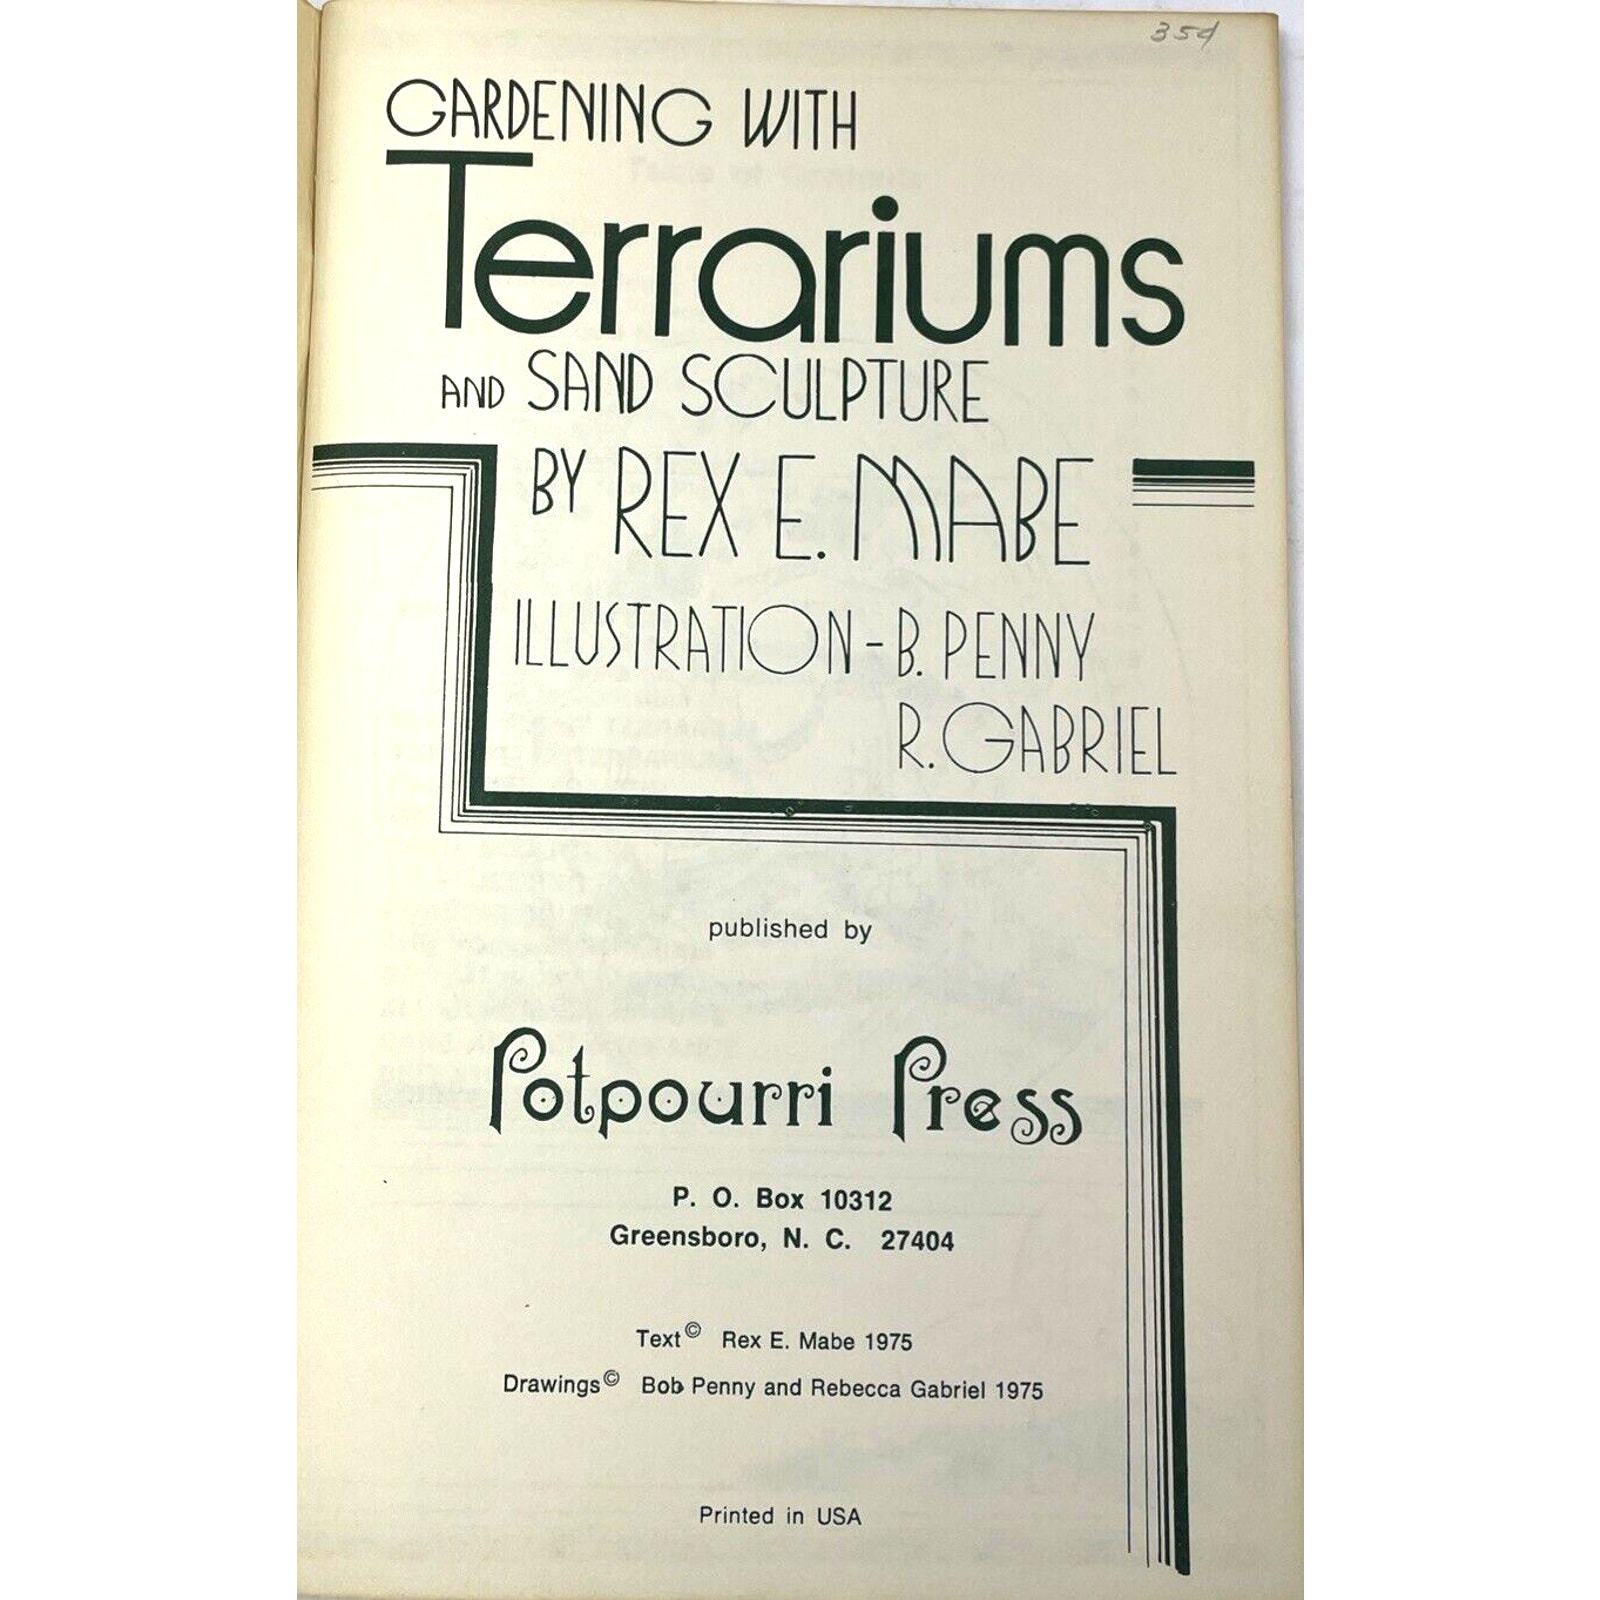 35¢
GARDENING WITH
Terrariums
AND SAND SCULPTURE
BY REX E. MABE
ILLUSTRATION - B. PENNY
R. GABRIEL
published by
Potpourri Press
P. O. Box 10312
Greensboro, N. C. 27404
Text© Rex E. Mabe 1975
Drawings© Bob Penny and Rebecca Gabriel 1975
Printed in USA